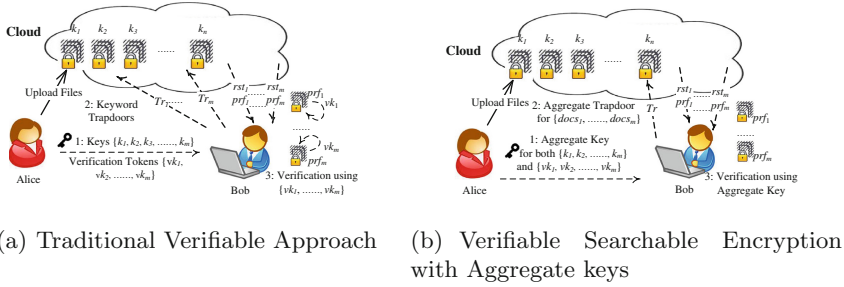 Cloud
k1 k2 k3 kn
......
Upload Files
2: Keyword
Trapdoors
Tr1...... Trm
rst1 ...... rstm
prf1 ...... prfm
prf1
vk1
......
vkm
prfm
1: Keys {k1, k2, k3, ......, km}
Verification Tokens {vk1,
vk2, ......, vkm}
Alice
Bob
3: Verification using
{vk1, ......, vkm}
(a) Traditional Verifiable Approach
Cloud
k1 k2 k3 kn
......
Upload Files
2: Aggregate Trapdoor
for {docs1, ......, docsm}
Tr
rst1 ...... rstm
prf1 ...... prfm
prf1
......
prfm
1: Aggregate Key
for both {k1, k2, ......, km}
and {vk1, vk2, ......, vkm}
Alice
Bob
3: Verification using
Aggregate Key
(b) Verifiable Searchable Encryption
with Aggregate keys